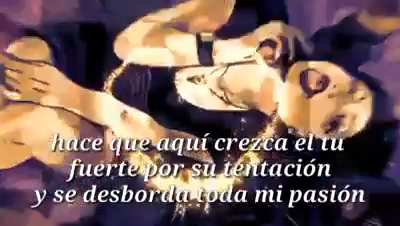 hace que aquí crezca el tu
fuerte por su tentación
y se desborda toda mi pasión